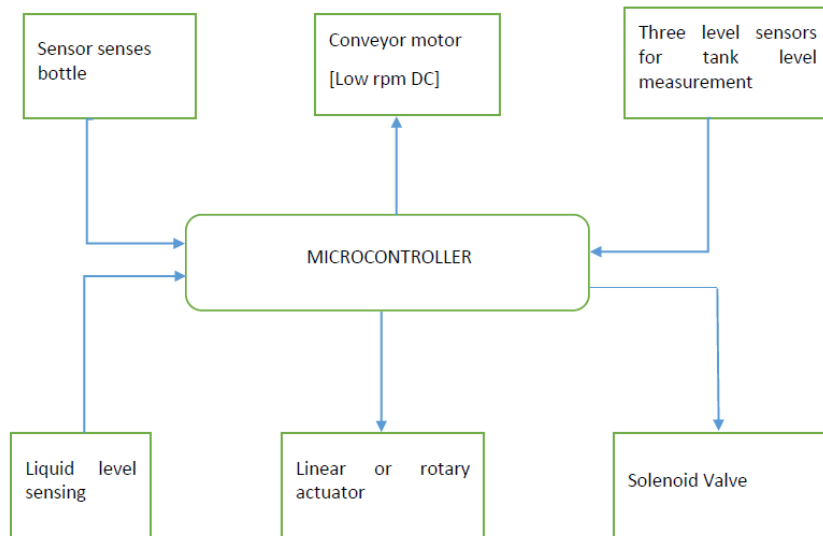 Sensor senses
bottle
Conveyor motor
[Low rpm DC]
Three level sensors
for tank level
measurement
MICROCONTROLLER
Liquid level
sensing
Linear or rotary
actuator
Solenoid Valve